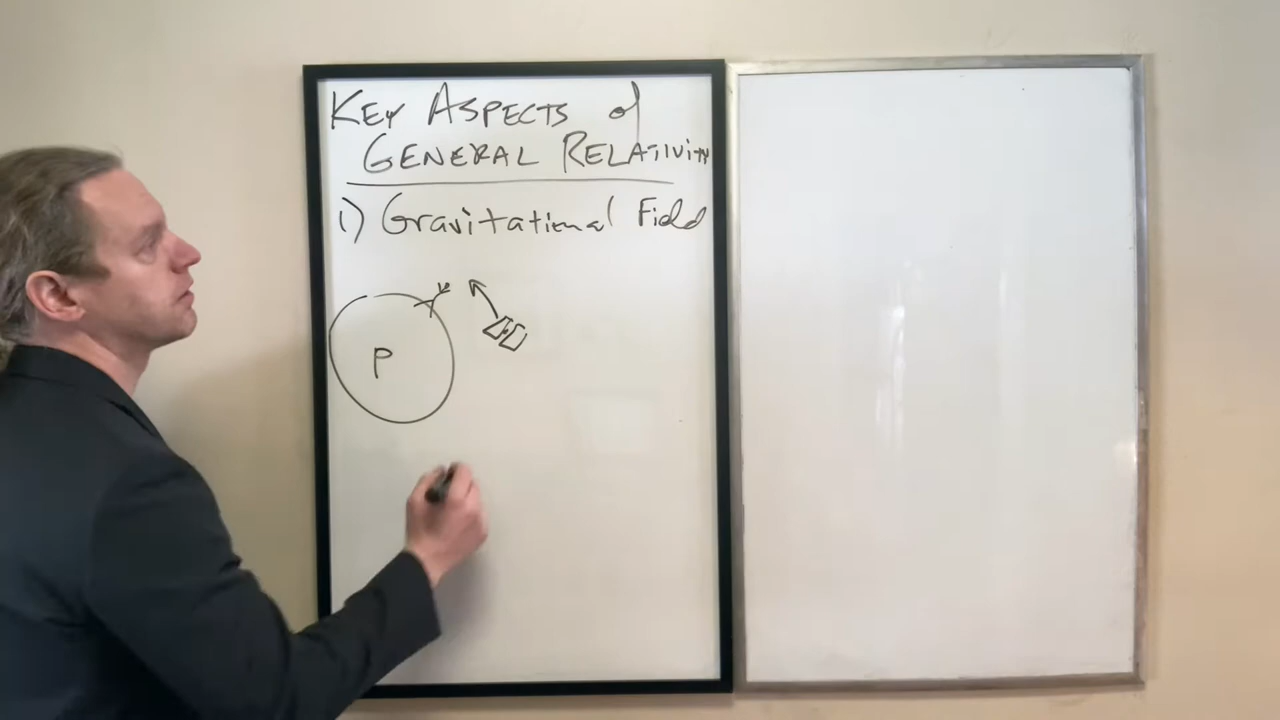 KEY ASPECTS of
GENERAL RELATIVITY
1) Gravitational Field
P